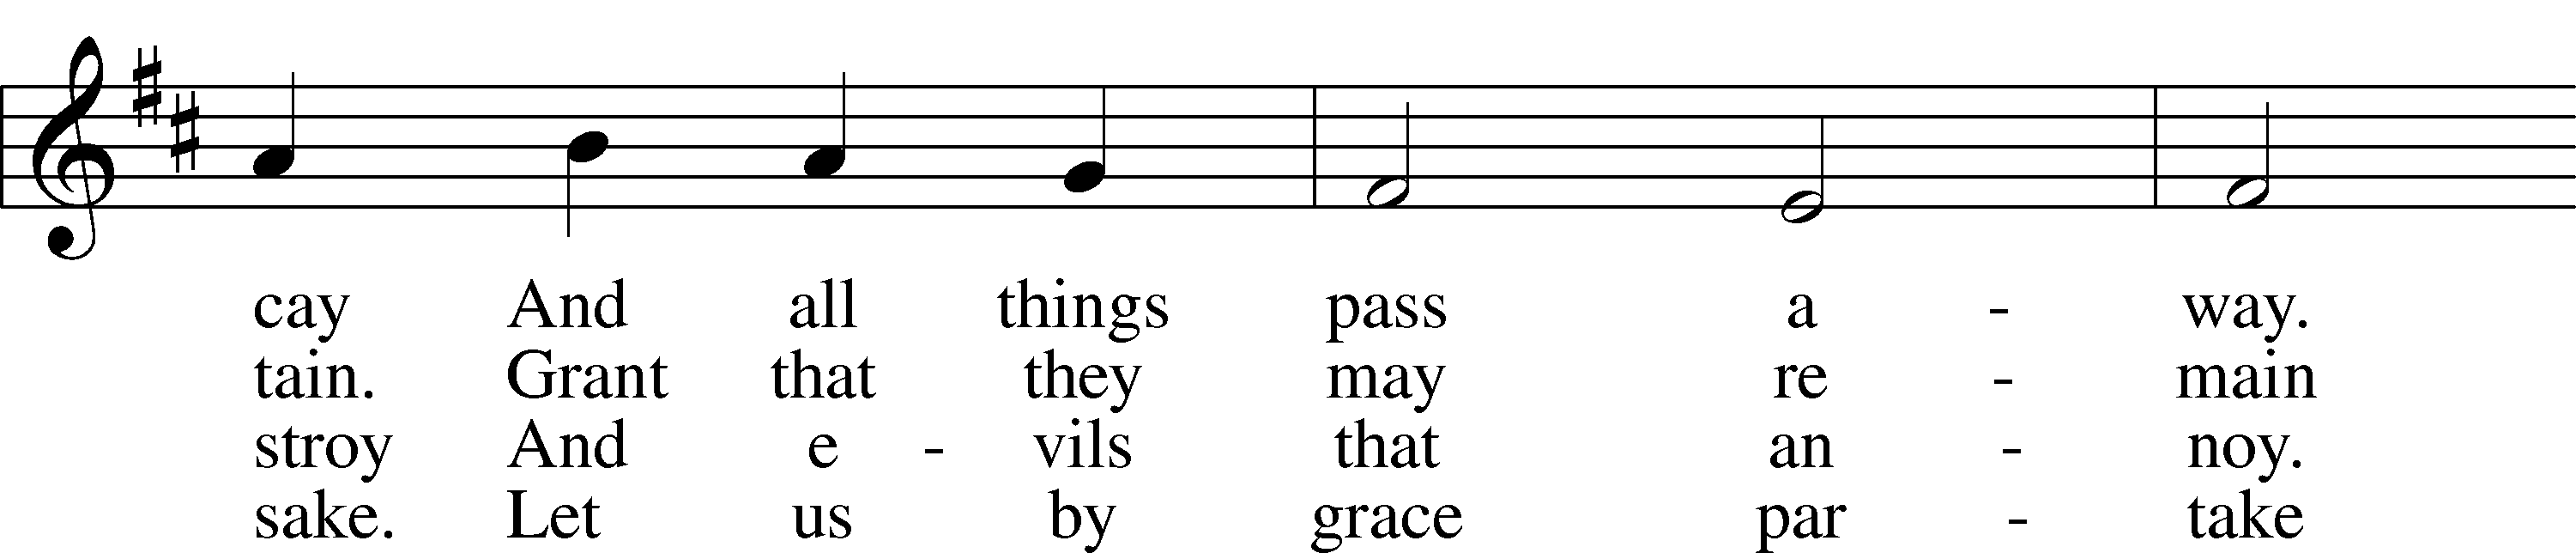 cay And all things pass a - way.
tain. Grant that they may re - main
stroy And e - vils that an - noy.
sake. Let us by grace par - take